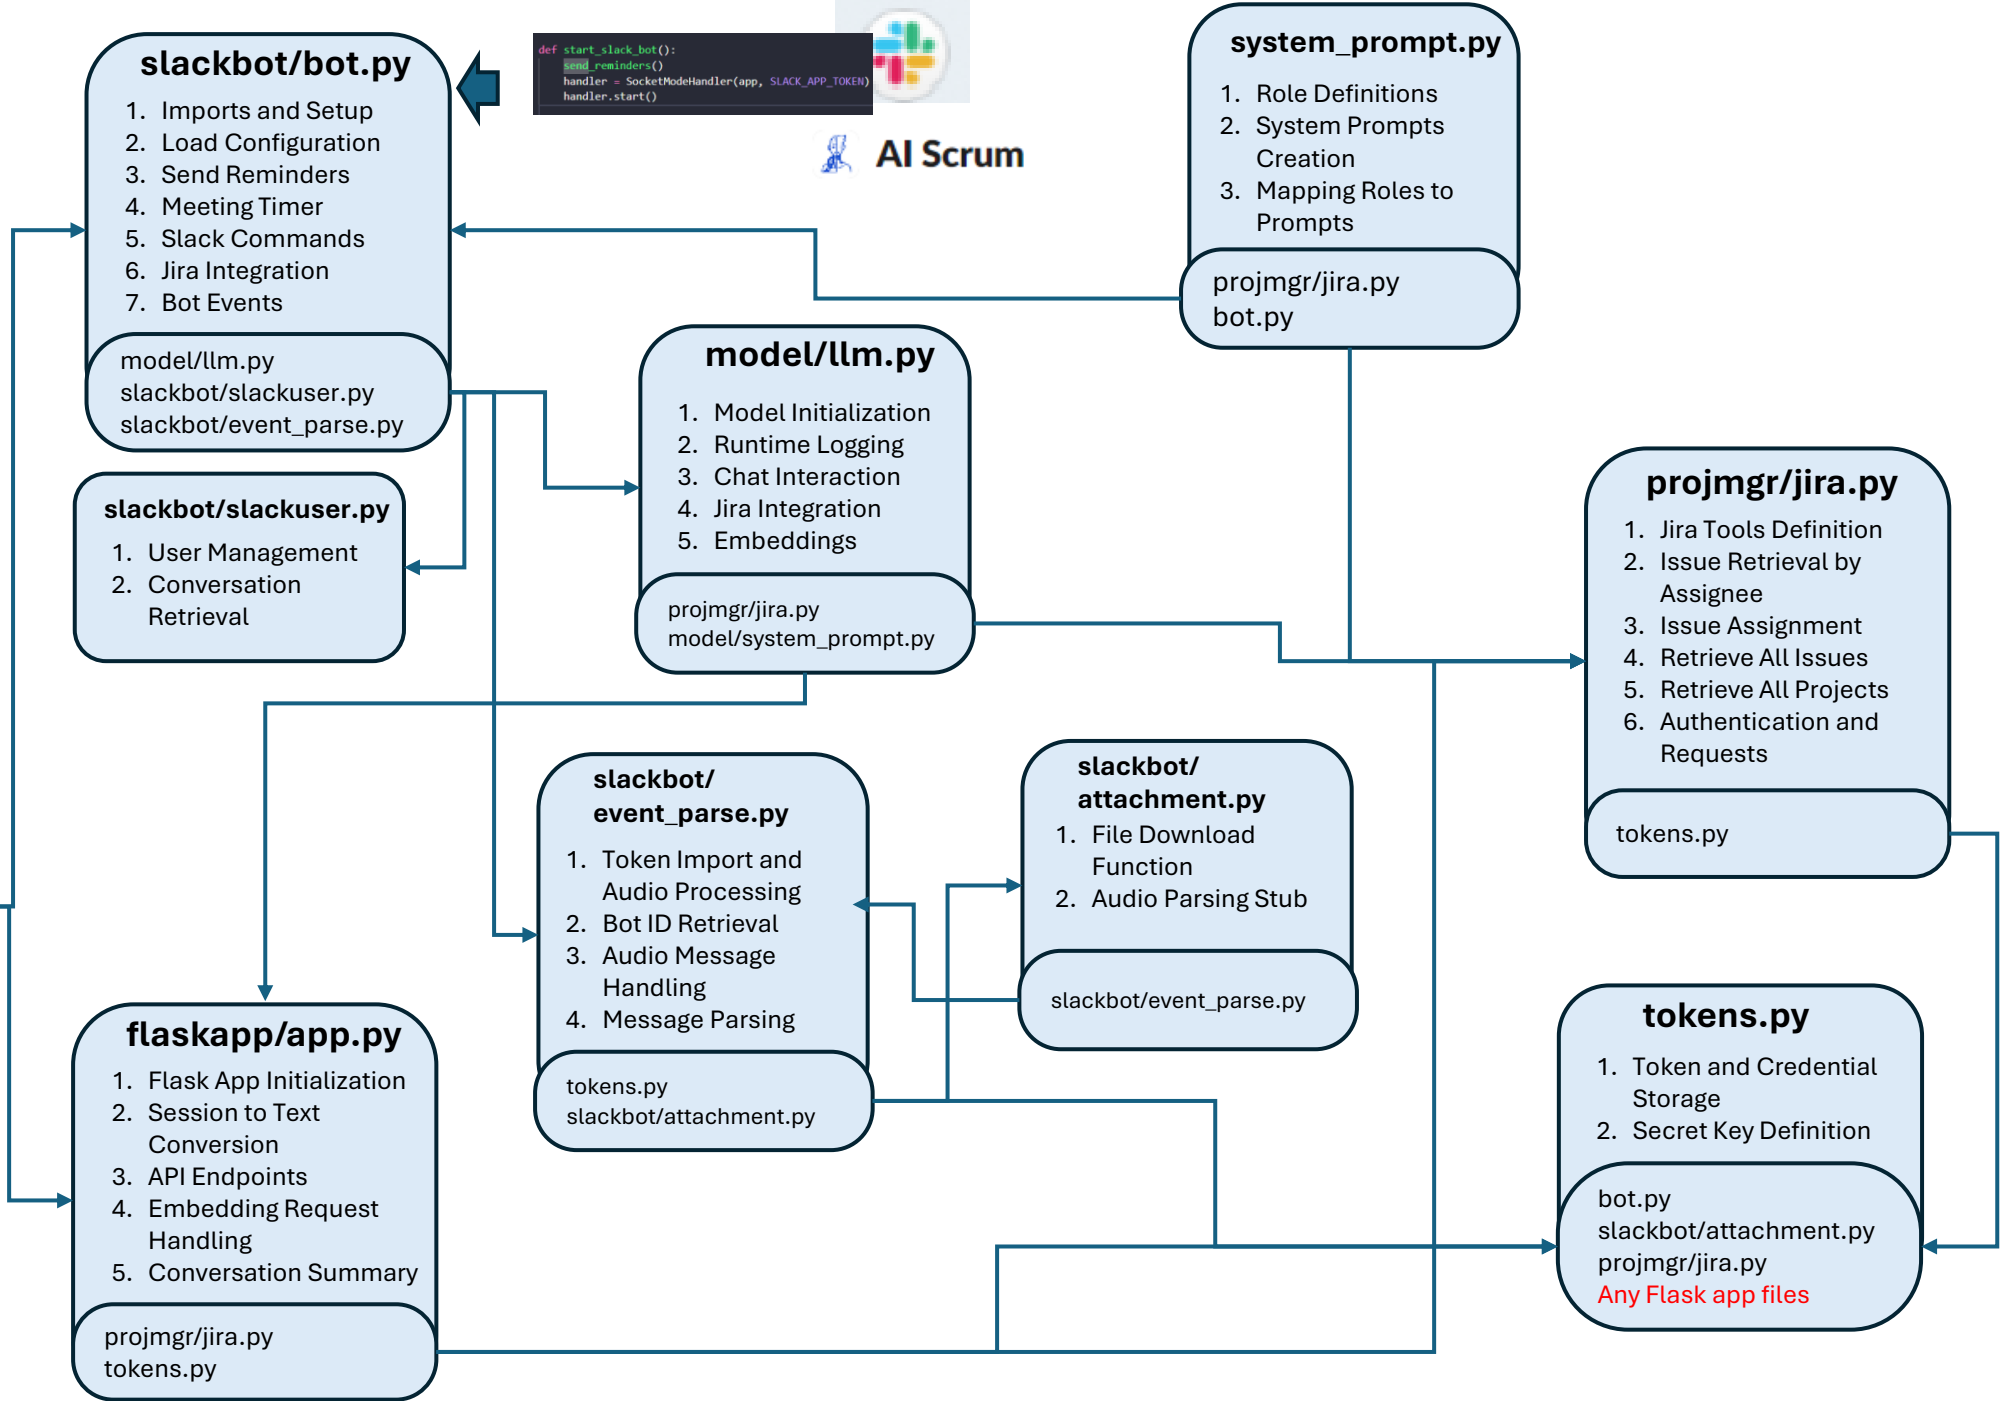 slackbot/bot.py
1. Imports and Setup
2. Load Configuration
3. Send Reminders
4. Meeting Timer
5. Slack Commands
6. Jira Integration
7. Bot Events
model/llm.py
slackbot/slackuser.py
slackbot/event_parse.py
def start_slack_bot():
send_reminders()
handler = SocketModeHandler(app, SLACK_APP_TOKEN)
handler.start()
AI Scrum
system_prompt.py
1. Role Definitions
2. System Prompts
Creation
3. Mapping Roles to
Prompts
projmgr/jira.py
bot.py
slackbot/slackuser.py
1. User Management
2. Conversation
Retrieval
model/llm.py
1. Model Initialization
2. Runtime Logging
3. Chat Interaction
4. Jira Integration
5. Embeddings
projmgr/jira.py
model/system_prompt.py
projmgr/jira.py
1. Jira Tools Definition
2. Issue Retrieval by
Assignee
3. Issue Assignment
4. Retrieve All Issues
5. Retrieve All Projects
6. Authentication and
Requests
tokens.py
slackbot/
event_parse.py
1. Token Import and
Audio Processing
2. Bot ID Retrieval
3. Audio Message
Handling
4. Message Parsing
tokens.py
slackbot/attachment.py
slackbot/
attachment.py
1. File Download
Function
2. Audio Parsing Stub
slackbot/event_parse.py
flaskapp/app.py
1. Flask App Initialization
2. Session to Text
Conversion
3. API Endpoints
4. Embedding Request
Handling
5. Conversation Summary
projmgr/jira.py
tokens.py
tokens.py
1. Token and Credential
Storage
2. Secret Key Definition
bot.py
slackbot/attachment.py
projmgr/jira.py
Any Flask app files